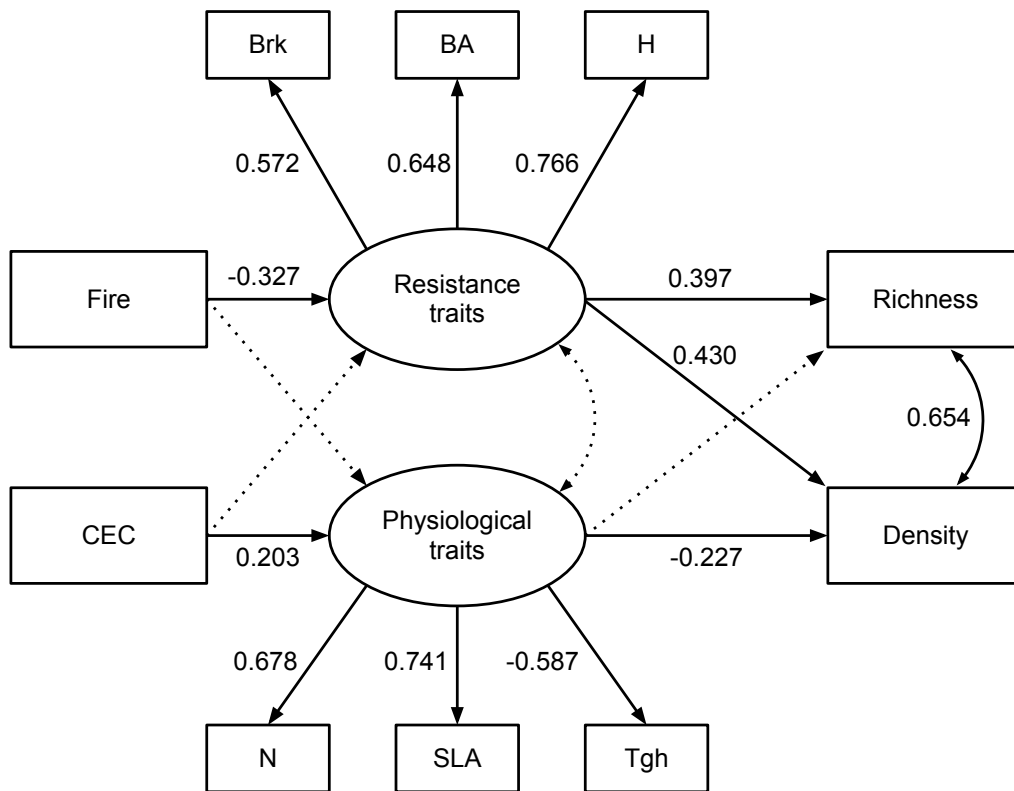 Brk
BA
H
0.572
0.648
0.766
Fire
-0.327
Resistance
traits
0.397
Richness
0.430
0.654
CEC
0.203
Physiological
traits
-0.227
Density
0.678
0.741
-0.587
N
SLA
Tgh